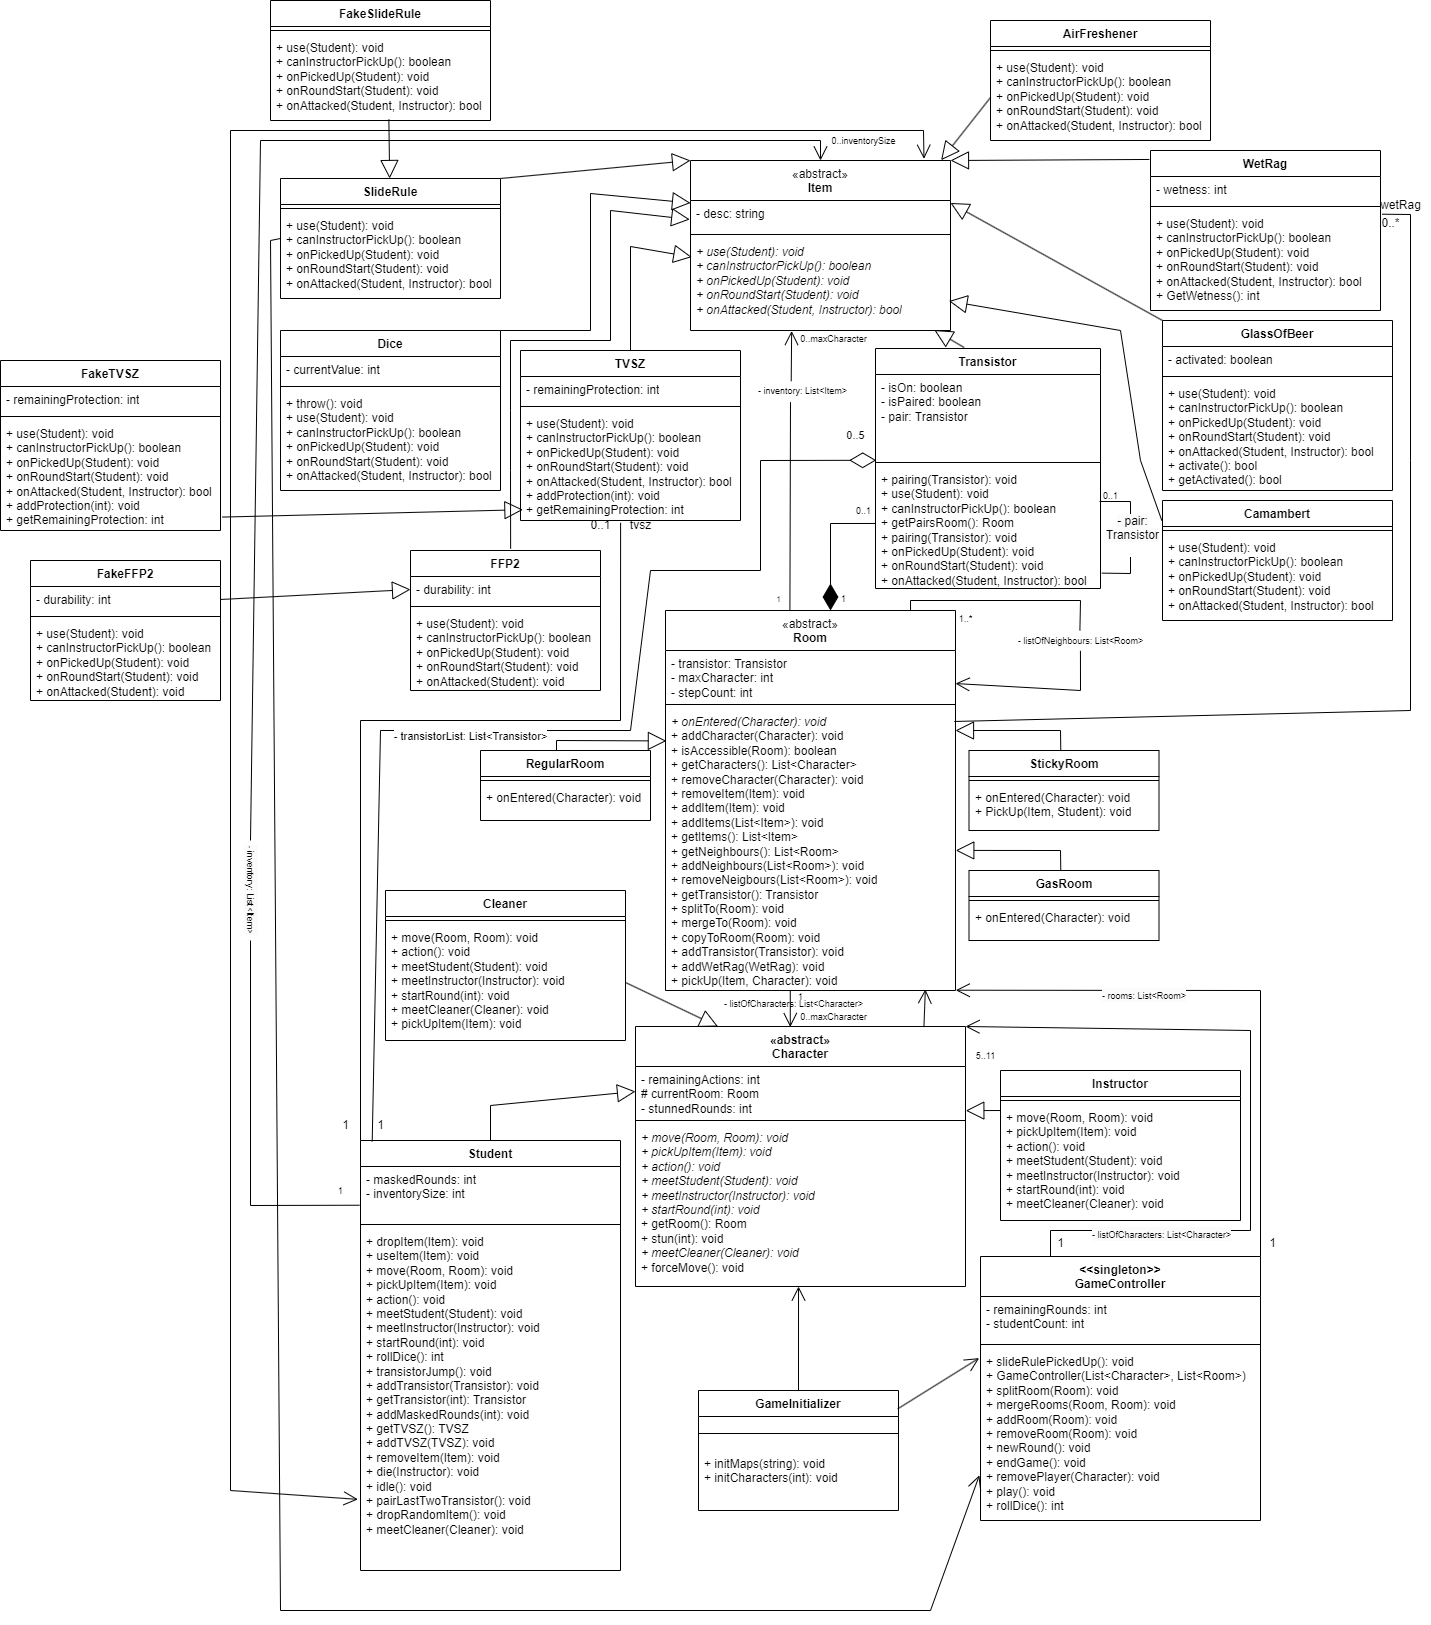 FakeSlideRule
+ use(Student): void
+ canInstructorPickUp(): boolean
+ onPickedUp(Student): void
+ onRoundStart(Student): void
+ onAttacked(Student, Instructor): bool
AirFreshener
+ use(Student): void
+ canInstructorPickUp(): boolean
+ onPickedUp(Student): void
+ onRoundStart(Student): void
+ onAttacked(Student, Instructor): bool
0..inventorySize
«abstract»
Item
- desc: string
+ use(Student): void
+ canInstructorPickUp(): boolean
+ onPickedUp(Student): void
+ onRoundStart(Student): void
+ onAttacked(Student, Instructor): bool
WetRag
- wetness: int
+ use(Student): void
+ canInstructorPickUp(): boolean
+ onPickedUp(Student): void
+ onRoundStart(Student): void
+ onAttacked(Student, Instructor): bool
+ GetWetness(): int
wetRag
0..*
SlideRule
+ use(Student): void
+ canInstructorPickUp(): boolean
+ onPickedUp(Student): void
+ onRoundStart(Student): void
+ onAttacked(Student, Instructor): bool
Dice
- currentValue: int
+ throw(): void
+ use(Student): void
+ canInstructorPickUp(): boolean
+ onPickedUp(Student): void
+ onRoundStart(Student): void
+ onAttacked(Student, Instructor): bool
TVSZ
- remainingProtection: int
+ use(Student): void
+ canInstructorPickUp(): boolean
+ onPickedUp(Student): void
+ onRoundStart(Student): void
+ onAttacked(Student, Instructor): bool
+ addProtection(int): void
+ getRemainingProtection: int
0..1
tvsz
0..maxCharacter
- inventory: List<Item>
1
Transistor
- isOn: boolean
- isPaired: boolean
- pair: Transistor
+ pairing(Transistor): void
+ use(Student): void
+ canInstructorPickUp(): boolean
+ getPairsRoom(): Room
+ pairing(Transistor): void
+ onPickedUp(Student): void
+ onRoundStart(Student): void
+ onAttacked(Student, Instructor): bool
0..5
0..1
1
0..1
- pair:
Transistor
GlassOfBeer
- activated: boolean
+ use(Student): void
+ canInstructorPickUp(): boolean
+ onPickedUp(Student): void
+ onRoundStart(Student): void
+ onAttacked(Student, Instructor): bool
+ activate(): bool
+ getActivated(): bool
Camambert
+ use(Student): void
+ canInstructorPickUp(): boolean
+ onPickedUp(Student): void
+ onRoundStart(Student): void
+ onAttacked(Student, Instructor): bool
FakeTVSZ
- remainingProtection: int
+ use(Student): void
+ canInstructorPickUp(): boolean
+ onPickedUp(Student): void
+ onRoundStart(Student): void
+ onAttacked(Student, Instructor): bool
+ addProtection(int): void
+ getRemainingProtection: int
FakeFFP2
- durability: int
+ use(Student): void
+ canInstructorPickUp(): boolean
+ onPickedUp(Student): void
+ onRoundStart(Student): void
+ onAttacked(Student): void
FFP2
- durability: int
+ use(Student): void
+ canInstructorPickUp(): boolean
+ onPickedUp(Student): void
+ onRoundStart(Student): void
+ onAttacked(Student): void
«abstract»
Room
- transistor: Transistor
- maxCharacter: int
- stepCount: int
+ onEntered(Character): void
+ addCharacter(Character): void
+ isAccessible(Room): boolean
+ getCharacters(): List<Character>
+ removeCharacter(Character): void
+ removeItem(Item): void
+ addItem(Item): void
+ addItems(List<Item>): void
+ getItems(): List<Item>
+ getNeighbours(): List<Room>
+ addNeighbours(List<Room>): void
+ removeNeigbours(List<Room>): void
+ getTransistor(): Transistor
+ splitTo(Room): void
+ mergeTo(Room): void
+ copyToRoom(Room): void
+ addTransistor(Transistor): void
+ addWetRag(WetRag): void
+ pickUp(Item, Character): void
1..*
- listOfNeighbours: List<Room>
- transistorList: List<Transistor>
RegularRoom
+ onEntered(Character): void
StickyRoom
+ onEntered(Character): void
+ PickUp(Item, Student): void
GasRoom
+ onEntered(Character): void
- inventory: List<Item>
Cleaner
+ move(Room, Room): void
+ action(): void
+ meetStudent(Student): void
+ meetInstructor(Instructor): void
+ startRound(int): void
+ meetCleaner(Cleaner): void
+ pickUpItem(Item): void
1
- listOfCharacters: List<Character>
0..maxCharacter
- rooms: List<Room>
«abstract»
Character
- remainingActions: int
# currentRoom: Room
- stunnedRounds: int
+ move(Room, Room): void
+ pickUpItem(Item): void
+ action(): void
+ meetStudent(Student): void
+ meetInstructor(Instructor): void
+ startRound(int): void
+ getRoom(): Room
+ stun(int): void
+ meetCleaner(Cleaner): void
+ forceMove(): void
5..11
Instructor
+ move(Room, Room): void
+ pickUpItem(Item): void
+ action(): void
+ meetStudent(Student): void
+ meetInstructor(Instructor): void
+ startRound(int): void
+ meetCleaner(Cleaner): void
1
1
1
Student
- maskedRounds: int
- inventorySize: int
+ dropItem(Item): void
+ useItem(Item): void
+ move(Room, Room): void
+ pickUpItem(Item): void
+ action(): void
+ meetStudent(Student): void
+ meetInstructor(Instructor): void
+ startRound(int): void
+ rollDice(): int
+ transistorJump(): void
+ addTransistor(Transistor): void
+ getTransistor(int): Transistor
+ addMaskedRounds(int): void
+ getTVSZ(): TVSZ
+ addTVSZ(TVSZ): void
+ removeItem(Item): void
+ die(Instructor): void
+ idle(): void
+ pairLastTwoTransistor(): void
+ dropRandomItem(): void
+ meetCleaner(Cleaner): void
- listOfCharacters: List<Character>
1
1
<<singleton>>
GameController
- remainingRounds: int
- studentCount: int
+ slideRulePickedUp(): void
+ GameController(List<Character>, List<Room>)
+ splitRoom(Room): void
+ mergeRooms(Room, Room): void
+ addRoom(Room): void
+ removeRoom(Room): void
+ newRound(): void
+ endGame(): void
+ removePlayer(Character): void
+ play(): void
+ rollDice(): int
GameInitializer
+ initMaps(string): void
+ initCharacters(int): void